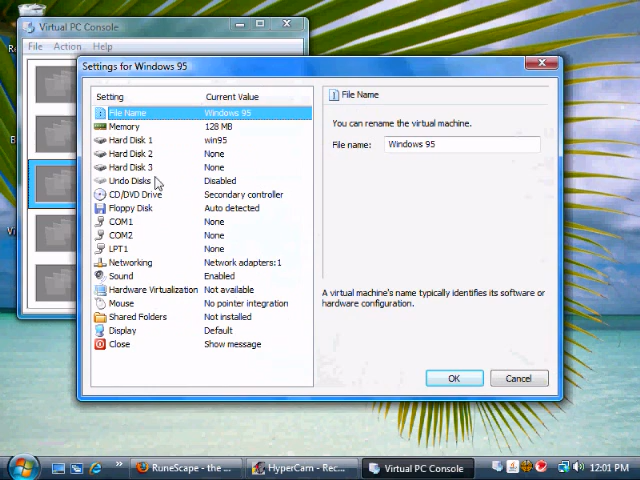 Virtual PC Console
File Action Help
Settings for Windows 95
Setting Current Value
File Name Windows 95
Memory 128 MB
Hard Disk 1 win95
Hard Disk 2 None
Hard Disk 3 None
Undo Disks Disabled
CD/DVD Drive Secondary controller
Floppy Disk Auto detected
COM1 None
COM2 None
LPT1 None
Networking Network adapters:1
Sound Enabled
Hardware Virtualization Not available
Mouse No pointer integration
Shared Folders Not installed
Display Default
Close Show message
File Name
You can rename the virtual machine.
File name: Windows 95
A virtual machine's name typically identifies its software or
hardware configuration.
OK Cancel
RuneScape - the ...
HyperCam - Rec...
Virtual PC Console
12:01 PM